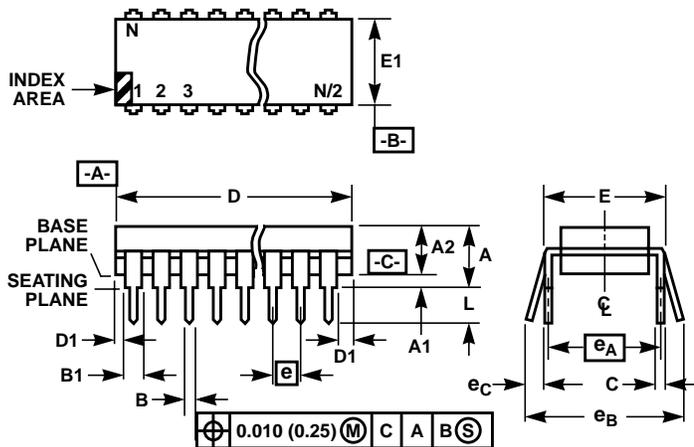 N
E1
INDEX
AREA
1 2 3 N/2
-B-
-A-
D
E
BASE
PLANE
A2
A
-C-
SEATING
PLANE
L
C
L
D1
A1
D1
eA
B1
e
eC
C
B
eB
0.010 (0.25) M C A B S